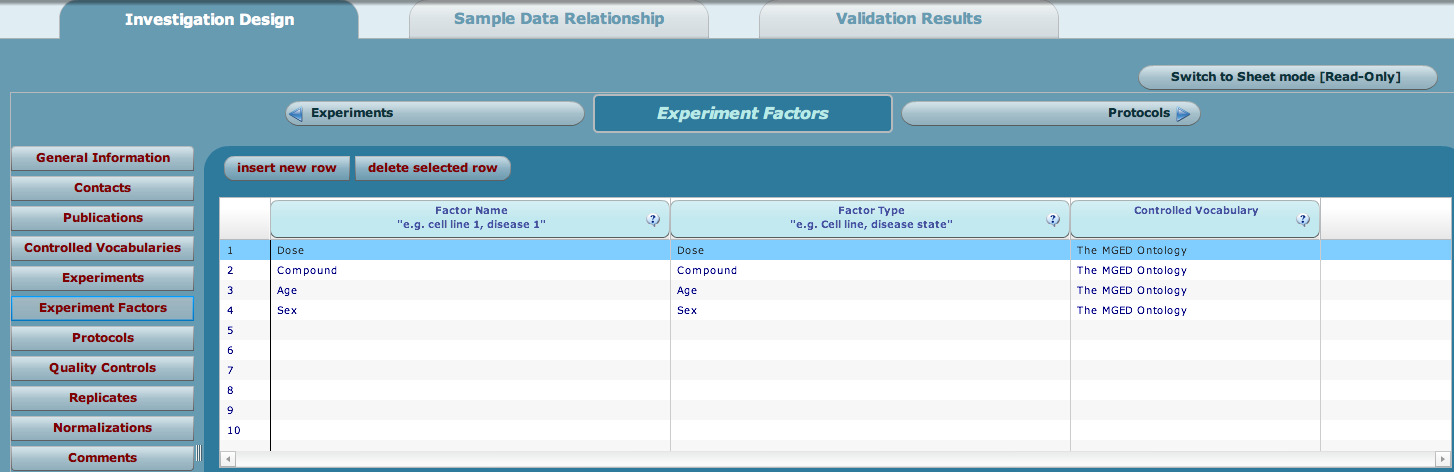 Investigation Design
Sample Data Relationship
Validation Results
Switch to Sheet mode [Read-Only]
Experiments
Experiment Factors
Protocols
General Information
Contacts
Publications
Controlled Vocabularies
Experiments
Experiment Factors
Protocols
Quality Controls
Replicates
Normalizations
Comments
insert new row
delete selected row
Factor Name
"e.g. cell line 1, disease 1"
?
Factor Type
"e.g. Cell line, disease state"
?
Controlled Vocabulary
?
1 Dose Dose The MGED Ontology
2 Compound Compound The MGED Ontology
3 Age Age The MGED Ontology
4 Sex Sex The MGED Ontology
5
6
7
8
9
10